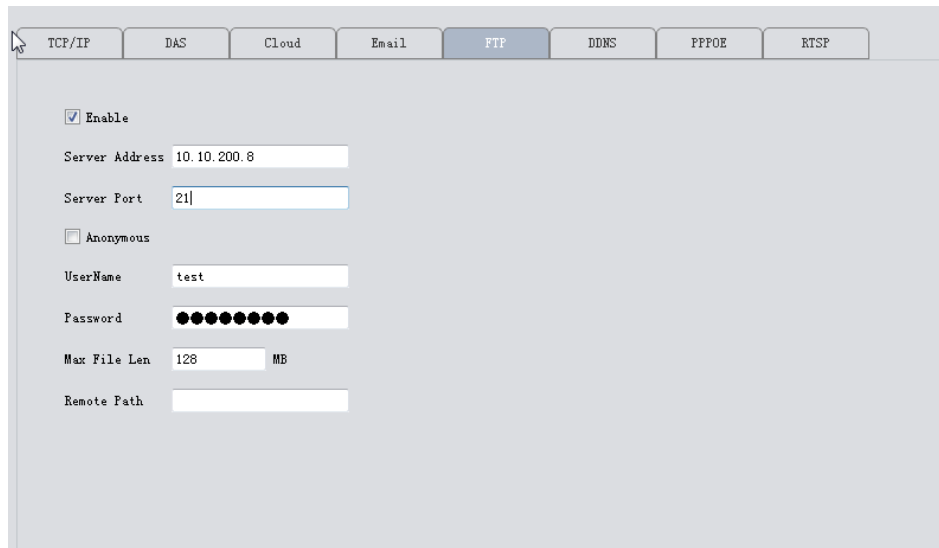 TCP/IP DAS Cloud Email FTP DDNS PPPOE RTSP
Enable
Server Address 10.10.200.8
Server Port 21
Anonymous
UserName test
Password ●●●●●●●●
Max File Len 128 MB
Remote Path